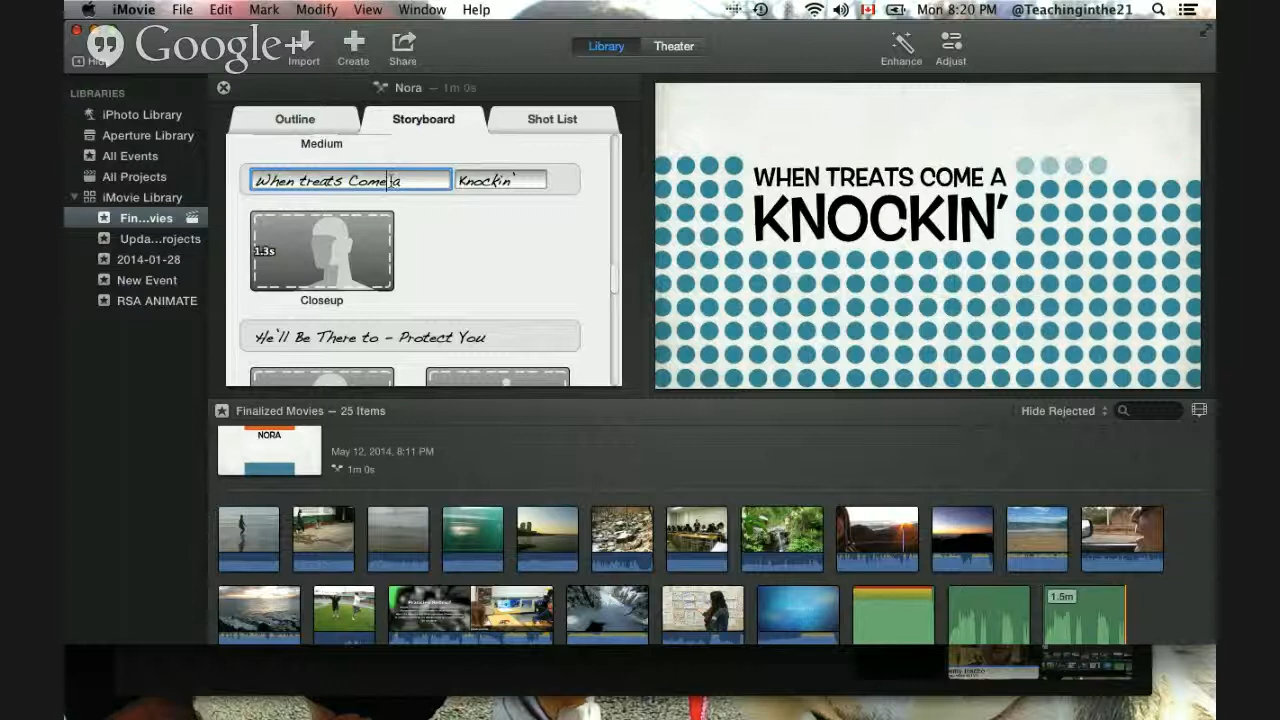 iMovie File Edit Mark Modify View Window Help Mon 8:20 PM @Teachinginthe21
Google+
Import Create Share Library Theater Enhance Adjust
LIBRARIES
iPhoto Library
Aperture Library
All Events
All Projects
iMovie Library
Fin...vies
Upda...rojects
2014-01-28
New Event
RSA ANIMATE
Nora — 1m 0s
Outline Storyboard Shot List
Medium
When treats Come a Knockin'
1.3s
Closeup
He'll Be There to - Protect You
WHEN TREATS COME A
KNOCKIN'
Finalized Movies — 25 Items Hide Rejected
NORA
May 12, 2014, 8:11 PM
1m 0s
1.5m